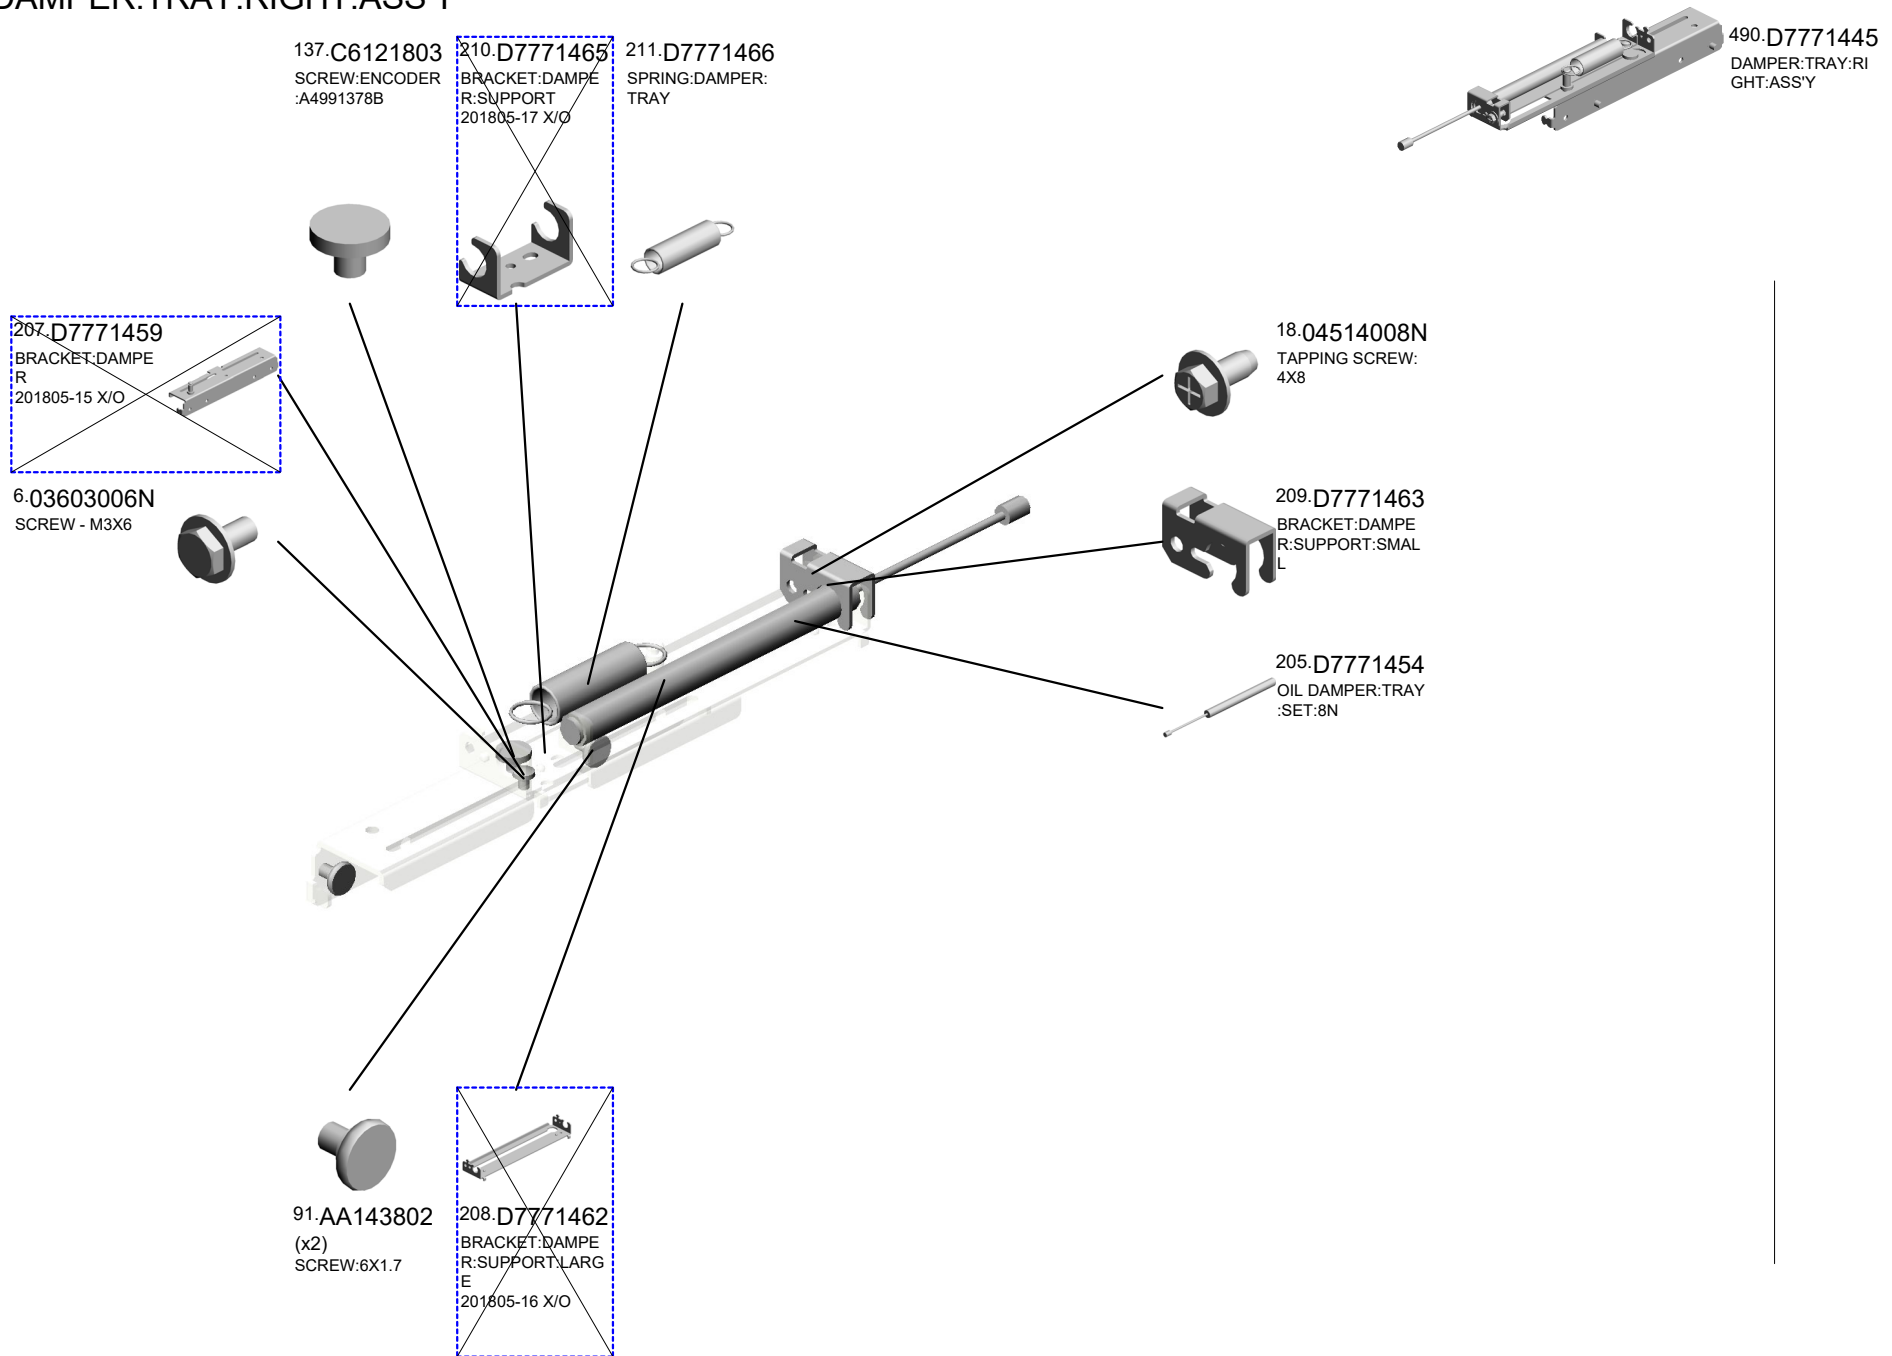 DAMPER:TRAY:RIGHT:ASS'Y
137.C6121803
SCREW:ENCODER
:A4991378B
210.D7771465
BRACKET:DAMPE
R:SUPPORT
201805-17 X/O
211.D7771466
SPRING:DAMPER:
TRAY
490.D7771445
DAMPER:TRAY:RI
GHT:ASS'Y
207.D7771459
BRACKET:DAMPE
R
201805-15 X/O
18.04514008N
TAPPING SCREW:
4X8
6.03603006N
SCREW - M3X6
209.D7771463
BRACKET:DAMPE
R:SUPPORT:SMAL
L
205.D7771454
OIL DAMPER:TRAY
:SET:8N
91.AA143802
(x2)
SCREW:6X1.7
208.D7771462
BRACKET:DAMPE
R:SUPPORT:LARG
E
201805-16 X/O